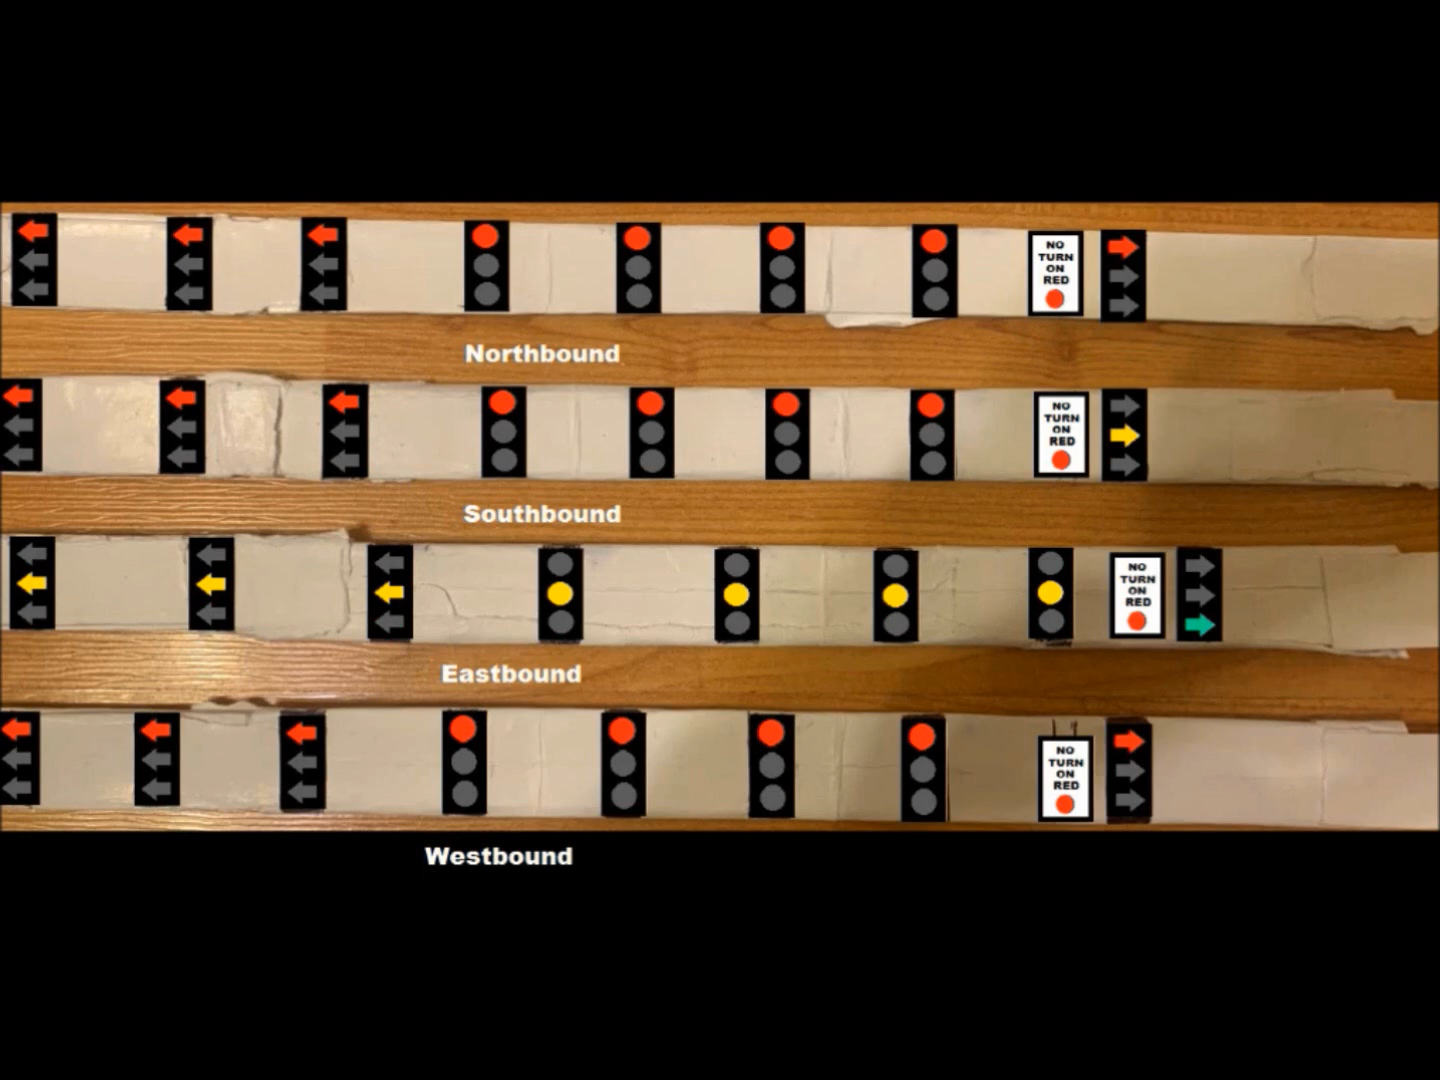 NO
TURN
ON
RED
Northbound
NO
TURN
ON
RED
Southbound
NO
TURN
ON
RED
Eastbound
NO
TURN
ON
RED
Westbound